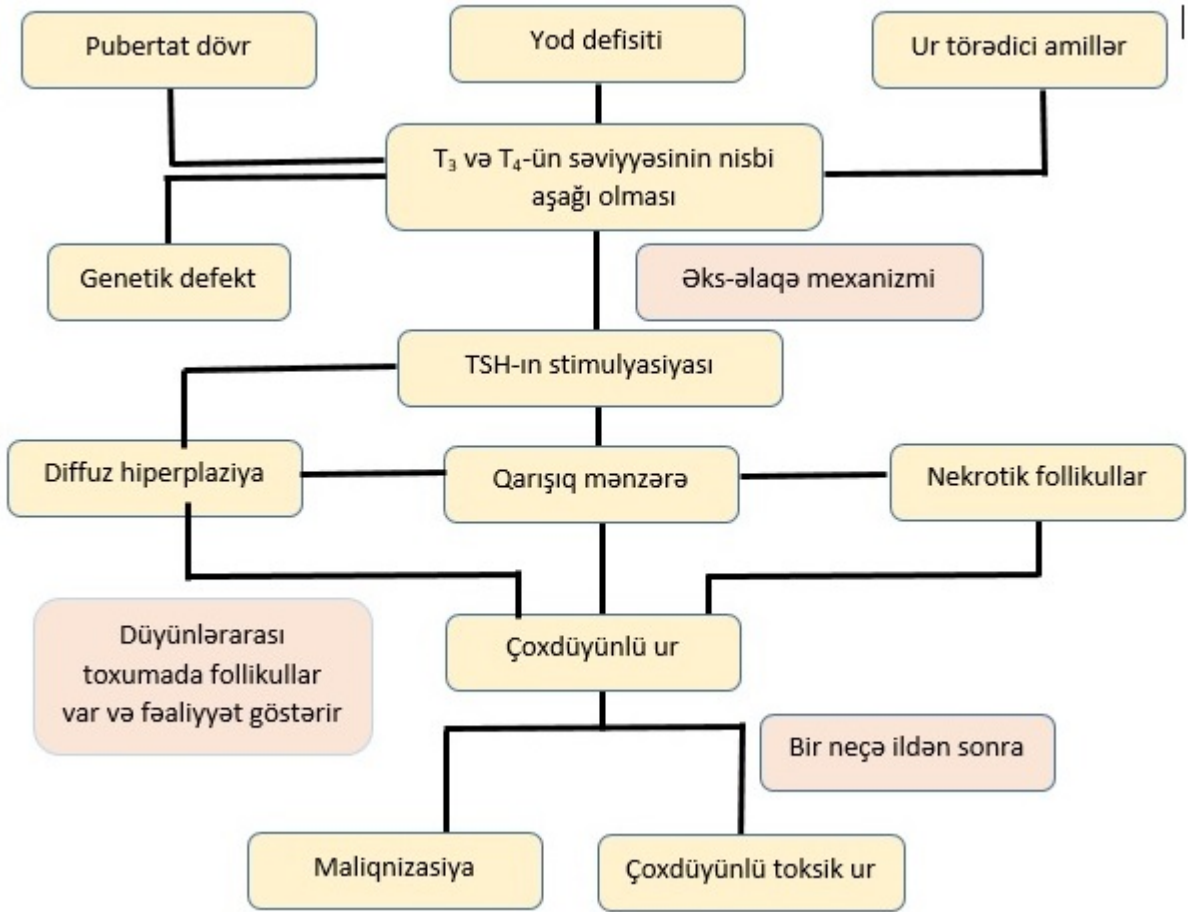 Pubertat dövr
Yod defisiti
Ur törədici amillər
T₃ və T₄-ün səviyyəsinin nisbi
aşağı olması
Genetik defekt
Əks-əlaqə mexanizmi
TSH-ın stimulyasiyası
Diffuz hiperplaziya
Qarışıq mənzərə
Nekrotik follikullar
Düyünlərarası
toxumada follikullar
var və fəaliyyət göstərir
Çoxdüyünlü ur
Bir neçə ildən sonra
Maliqnizasiya
Çoxdüyünlü toksik ur